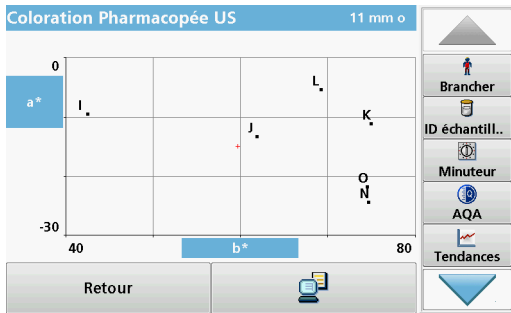 Coloration Pharmacopée US 11 mm o
0
a*
I
L
K
J
O
N
-30
40 b* 80
Retour
Brancher
ID échantill..
Minuteur
AQA
Tendances